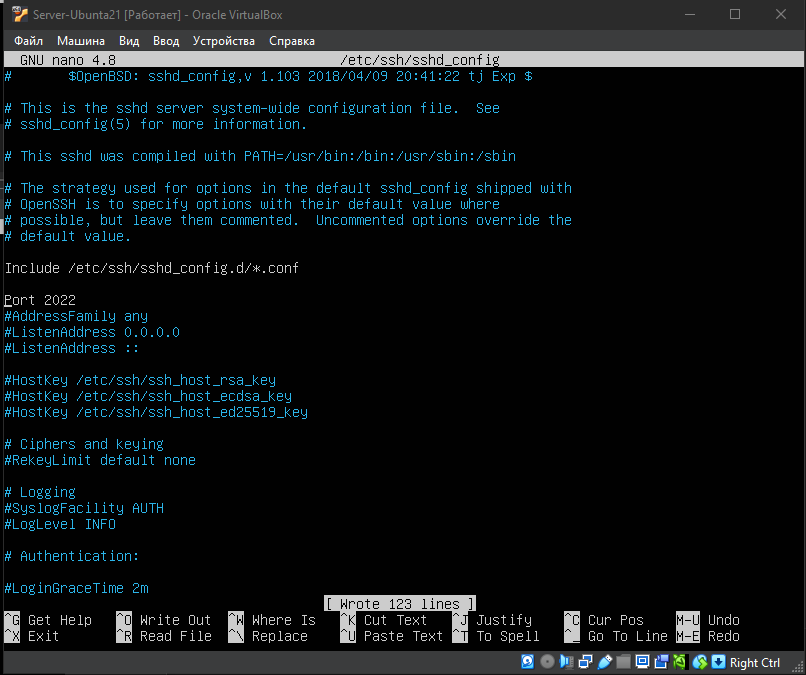 Server-Ubunta21 [Работает] - Oracle VirtualBox
Файл Машина Вид Ввод Устройства Справка
GNU nano 4.8 /etc/ssh/sshd_config
# $OpenBSD: sshd_config,v 1.103 2018/04/09 20:41:22 tj Exp $
# This is the sshd server system-wide configuration file. See
# sshd_config(5) for more information.
# This sshd was compiled with PATH=/usr/bin:/bin:/usr/sbin:/sbin
# The strategy used for options in the default sshd_config shipped with
# OpenSSH is to specify options with their default value where
# possible, but leave them commented. Uncommented options override the
# default value.
Include /etc/ssh/sshd_config.d/*.conf
Port 2022
#AddressFamily any
#ListenAddress 0.0.0.0
#ListenAddress ::
#HostKey /etc/ssh/ssh_host_rsa_key
#HostKey /etc/ssh/ssh_host_ecdsa_key
#HostKey /etc/ssh/ssh_host_ed25519_key
# Ciphers and keying
#RekeyLimit default none
# Logging
#SyslogFacility AUTH
#LogLevel INFO
# Authentication:
#LoginGraceTime 2m
[ Wrote 123 lines ]
^G Get Help ^O Write Out ^W Where Is ^K Cut Text ^J Justify ^C Cur Pos M-U Undo
^X Exit ^R Read File ^\ Replace ^U Paste Text ^T To Spell ^_ Go To Line M-E Redo
Right Ctrl